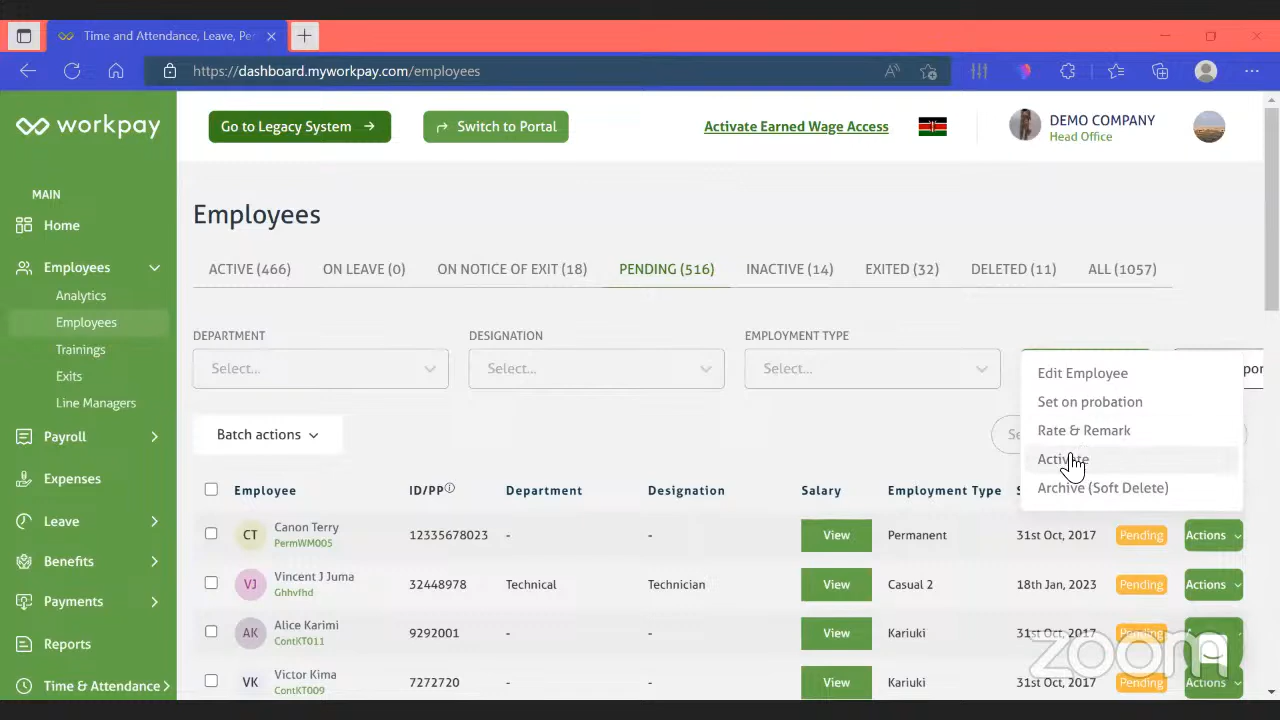 Time and Attendance, Leave, Pe
https://dashboard.myworkpay.com/employees
workpay
Go to Legacy System
Switch to Portal
Activate Earned Wage Access
DEMO COMPANY
Head Office
MAIN
Home
Employees
Analytics
Employees
Trainings
Exits
Line Managers
Payroll
Expenses
Leave
Benefits
Payments
Reports
Time & Attendance
Employees
ACTIVE (466) ON LEAVE (0) ON NOTICE OF EXIT (18) PENDING (516) INACTIVE (14) EXITED (32) DELETED (11) ALL (1057)
DEPARTMENT DESIGNATION EMPLOYMENT TYPE
Select... Select... Select...
Edit Employee
Set on probation
Rate & Remark
Activate
Archive (Soft Delete)
Batch actions
Employee ID/PP Department Designation Salary Employment Type
Canon Terry
PermWM005
12335678023 - - View Permanent 31st Oct, 2017 Pending Actions
Vincent J Juma
Ghhvfhd
32448978 Technical Technician View Casual 2 18th Jan, 2023 Pending Actions
Alice Karimi
ContKT011
9292001 - - View Kariuki 31st Oct, 2017 Pending
Victor Kima
ContKT009
7272720 - - View Kariuki 31st Oct, 2017 Pending Actions
zoom